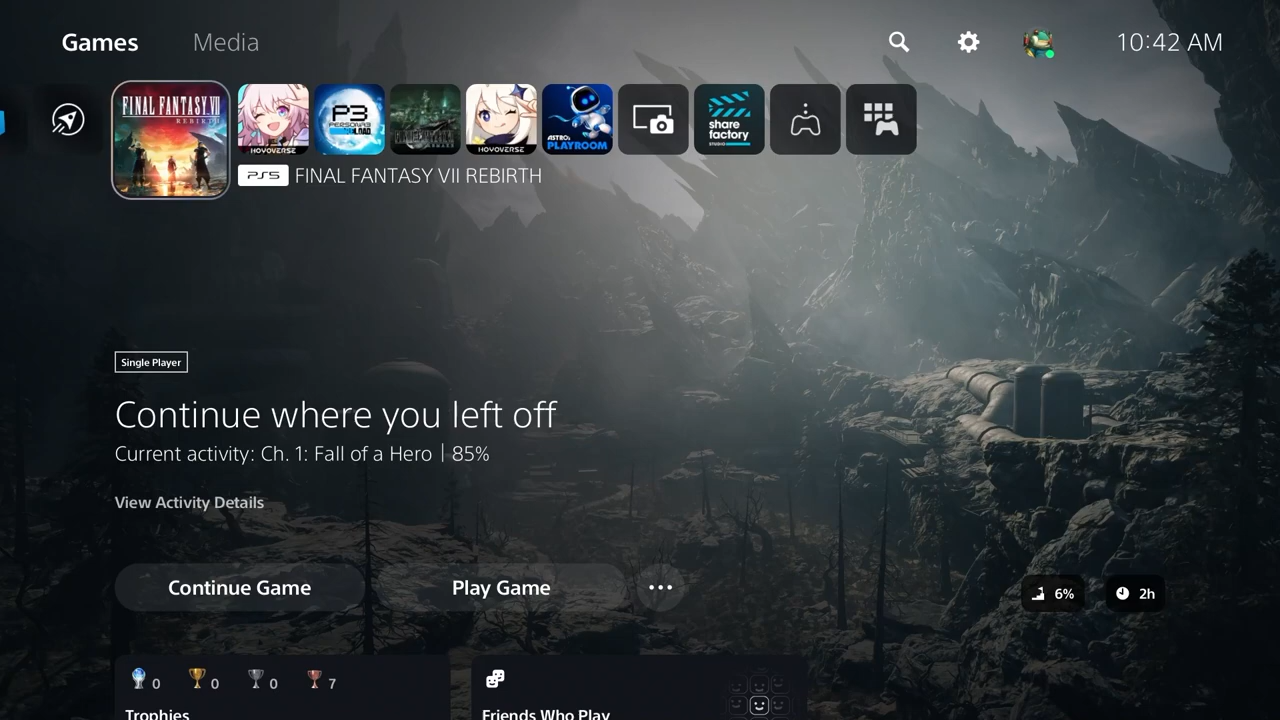 Games
Media
10:42 AM
FINAL FANTASY VII
REBIRTH
HOYOVERSE
P3
HOYOVERSE
ASTRO's
PLAYROOM
share
factory
STUDIO
PS5 FINAL FANTASY VII REBIRTH
Single Player
Continue where you left off
Current activity: Ch. 1: Fall of a Hero | 85%
View Activity Details
Continue Game
Play Game
6%
2h
0
0
0
7
Trophies
Friends Who Play